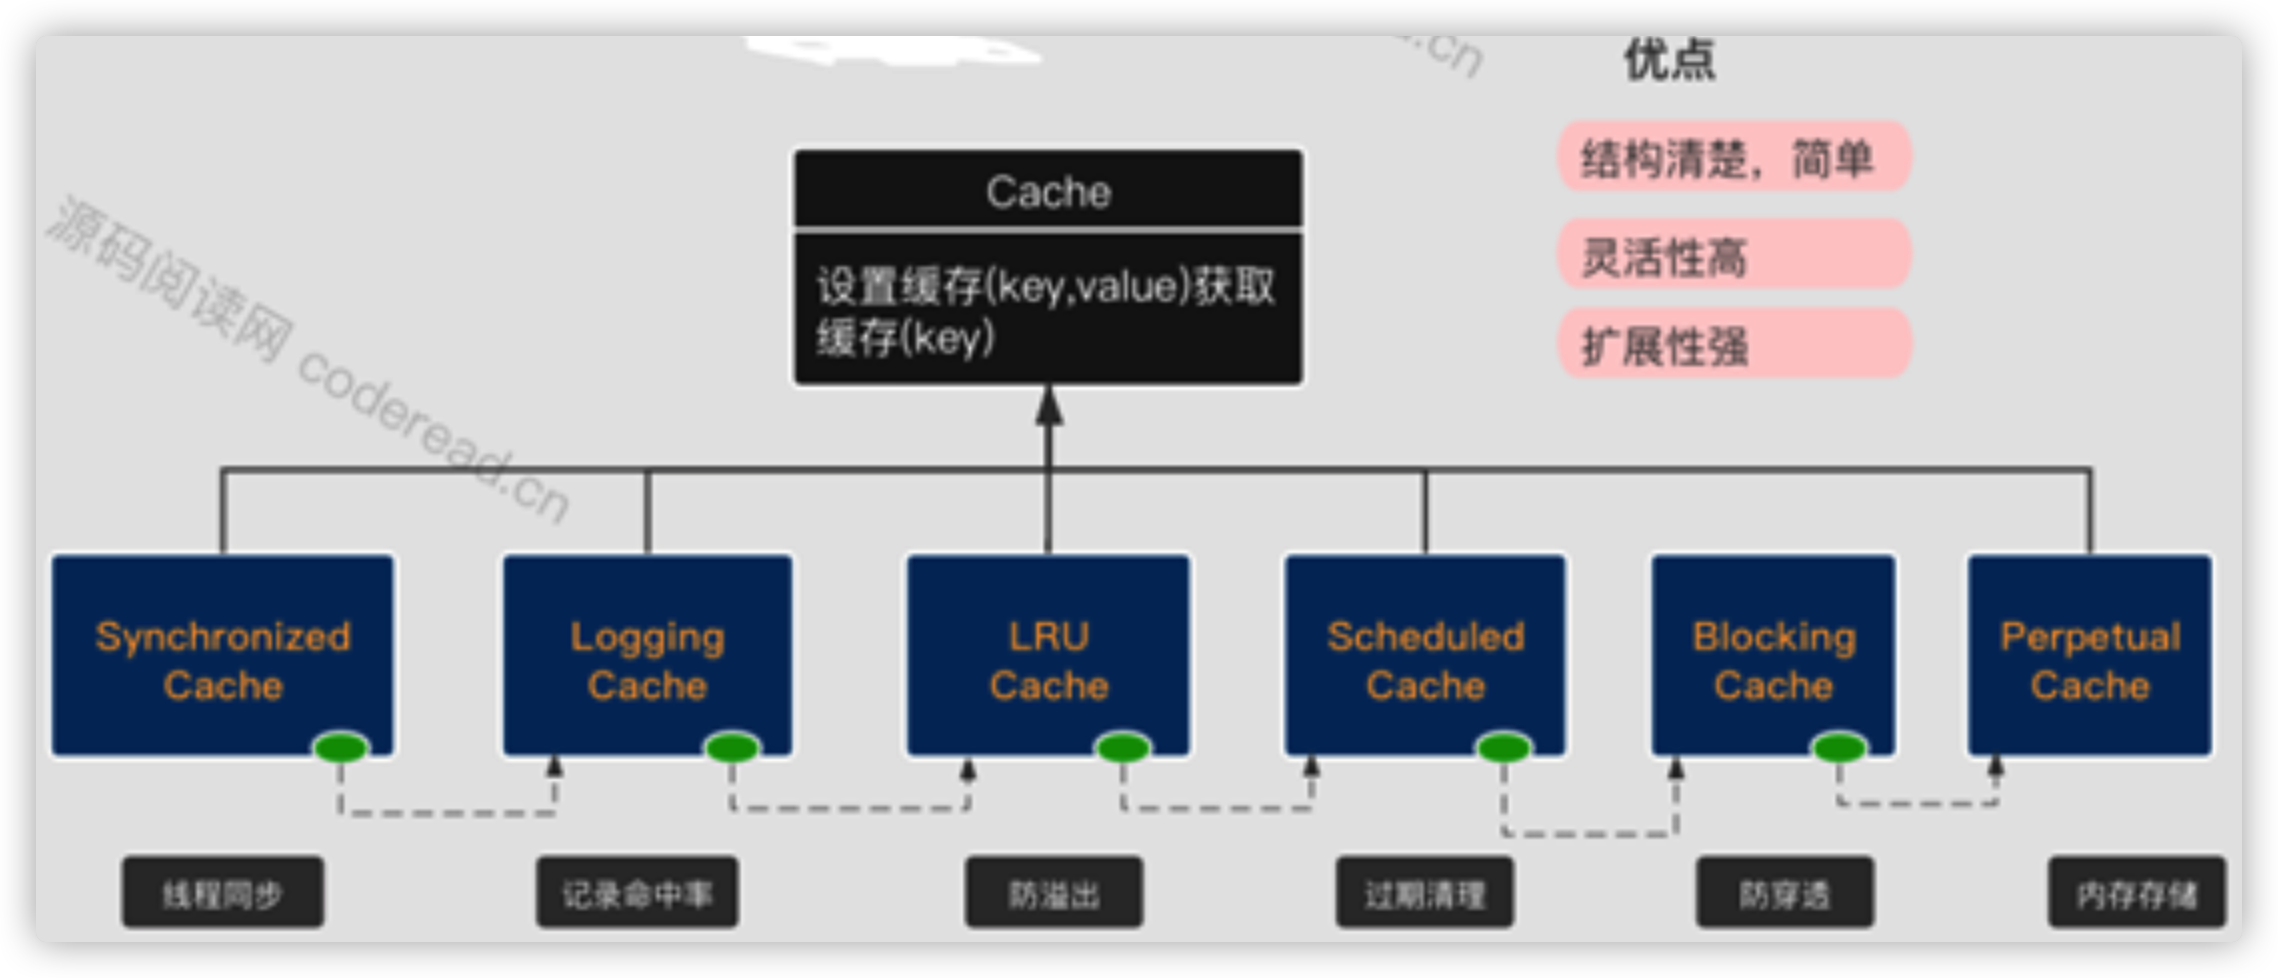 优点
结构清楚，简单
灵活性高
扩展性强
Cache
设置缓存(key,value)获取
缓存(key)
源码阅读网 coderead.cn
.cn
Synchronized
Cache
Logging
Cache
LRU
Cache
Scheduled
Cache
Blocking
Cache
Perpetual
Cache
线程同步
记录命中率
防溢出
过期清理
防穿透
内存存储